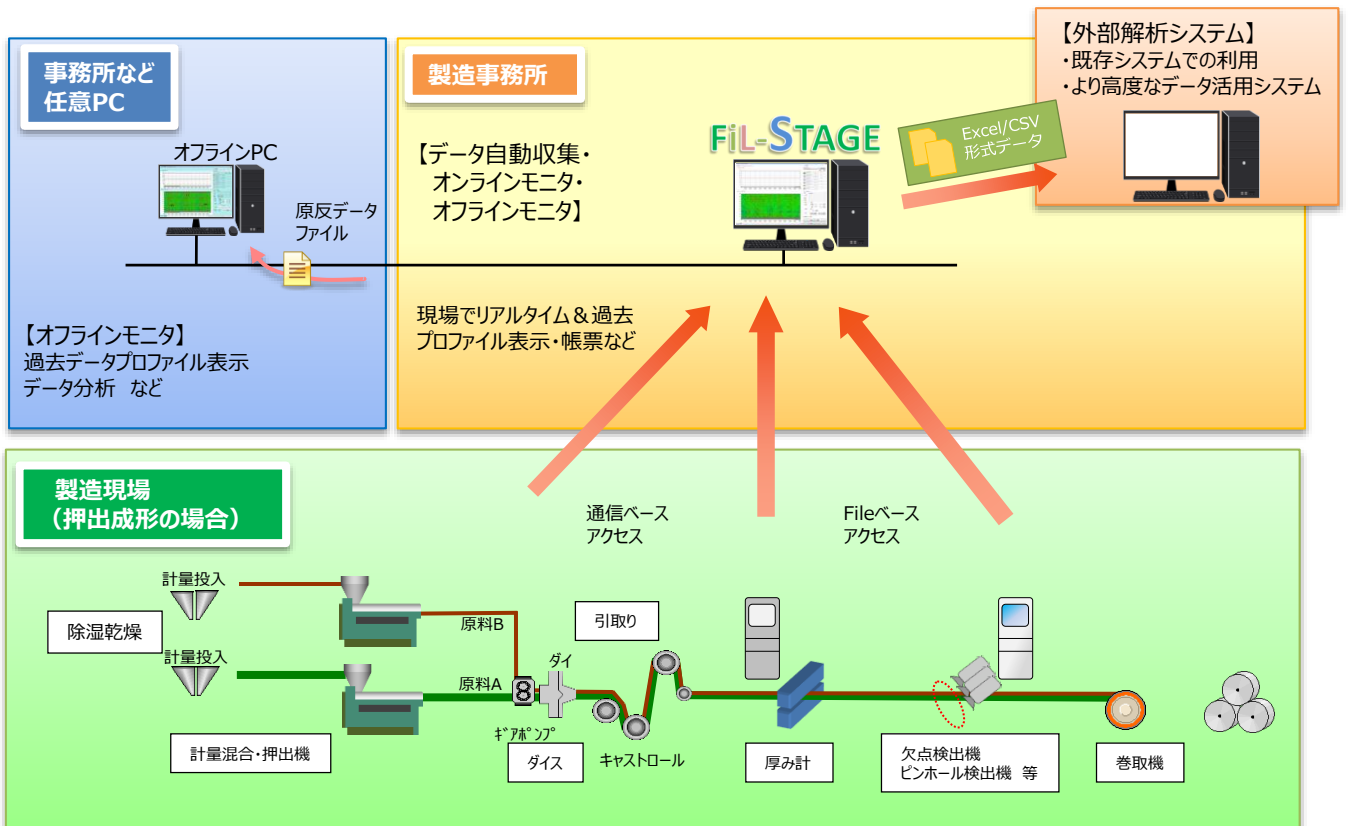 事務所など
任意PC
オフラインPC
原反データ
ファイル
【オフラインモニタ】
過去データプロファイル表示
データ分析 など
製造事務所
【データ自動収集・
オンラインモニタ・
オフラインモニタ】
FiL-STAGE
現場でリアルタイム＆過去
プロファイル表示・帳票など
Excel/CSV
形式データ
【外部解析システム】
・既存システムでの利用
・より高度なデータ活用システム
製造現場
（押出成形の場合）
通信ベース
アクセス
Fileベース
アクセス
計量投入
除湿乾燥
計量投入
原料B
原料A
ｷﾞｱﾎﾟﾝﾌﾟ
ダイ
引取り
計量混合・押出機
ダイス
キャストロール
厚み計
欠点検出機
ピンホール検出機 等
巻取機